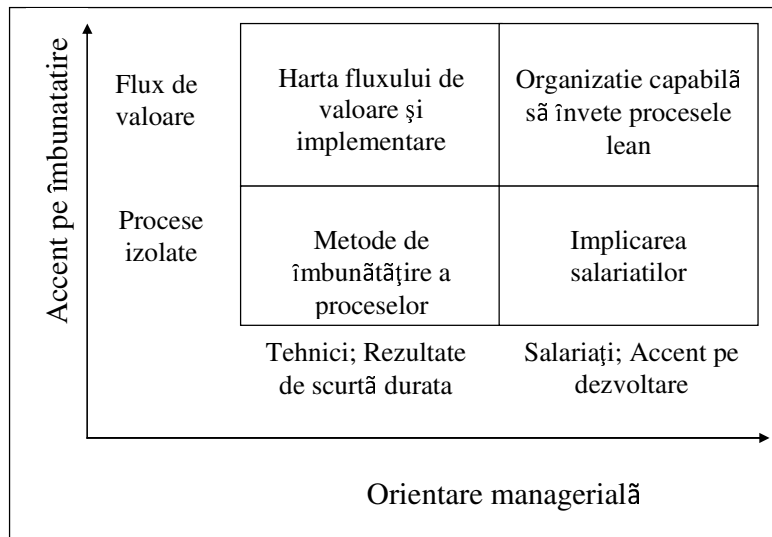 Accent pe îmbunatatire
Flux de
valoare
Harta fluxului de
valoare şi
implementare
Organizatie capabilã
sã învete procesele
lean
Procese
izolate
Metode de
îmbunãtãţire a
proceselor
Implicarea
salariatilor
Tehnici; Rezultate
de scurtã durata
Salariaţi; Accent pe
dezvoltare
Orientare managerialã